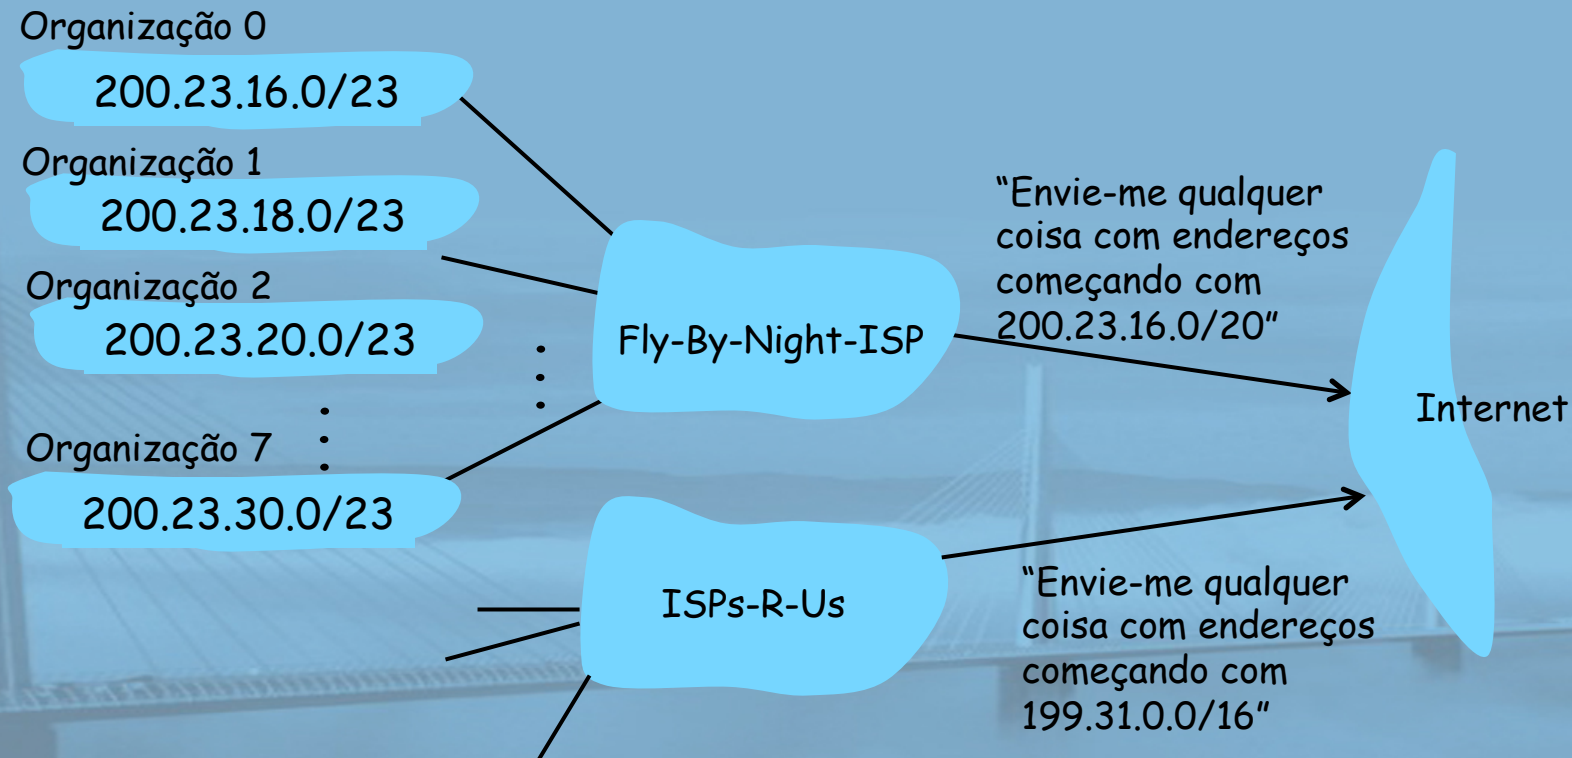 Organização 0
200.23.16.0/23
Organização 1
200.23.18.0/23
Organização 2
200.23.20.0/23
Organização 7
200.23.30.0/23
Fly-By-Night-ISP
“Envie-me qualquer
coisa com endereços
começando com
200.23.16.0/20”
Internet
ISPs-R-Us
“Envie-me qualquer
coisa com endereços
começando com
199.31.0.0/16”